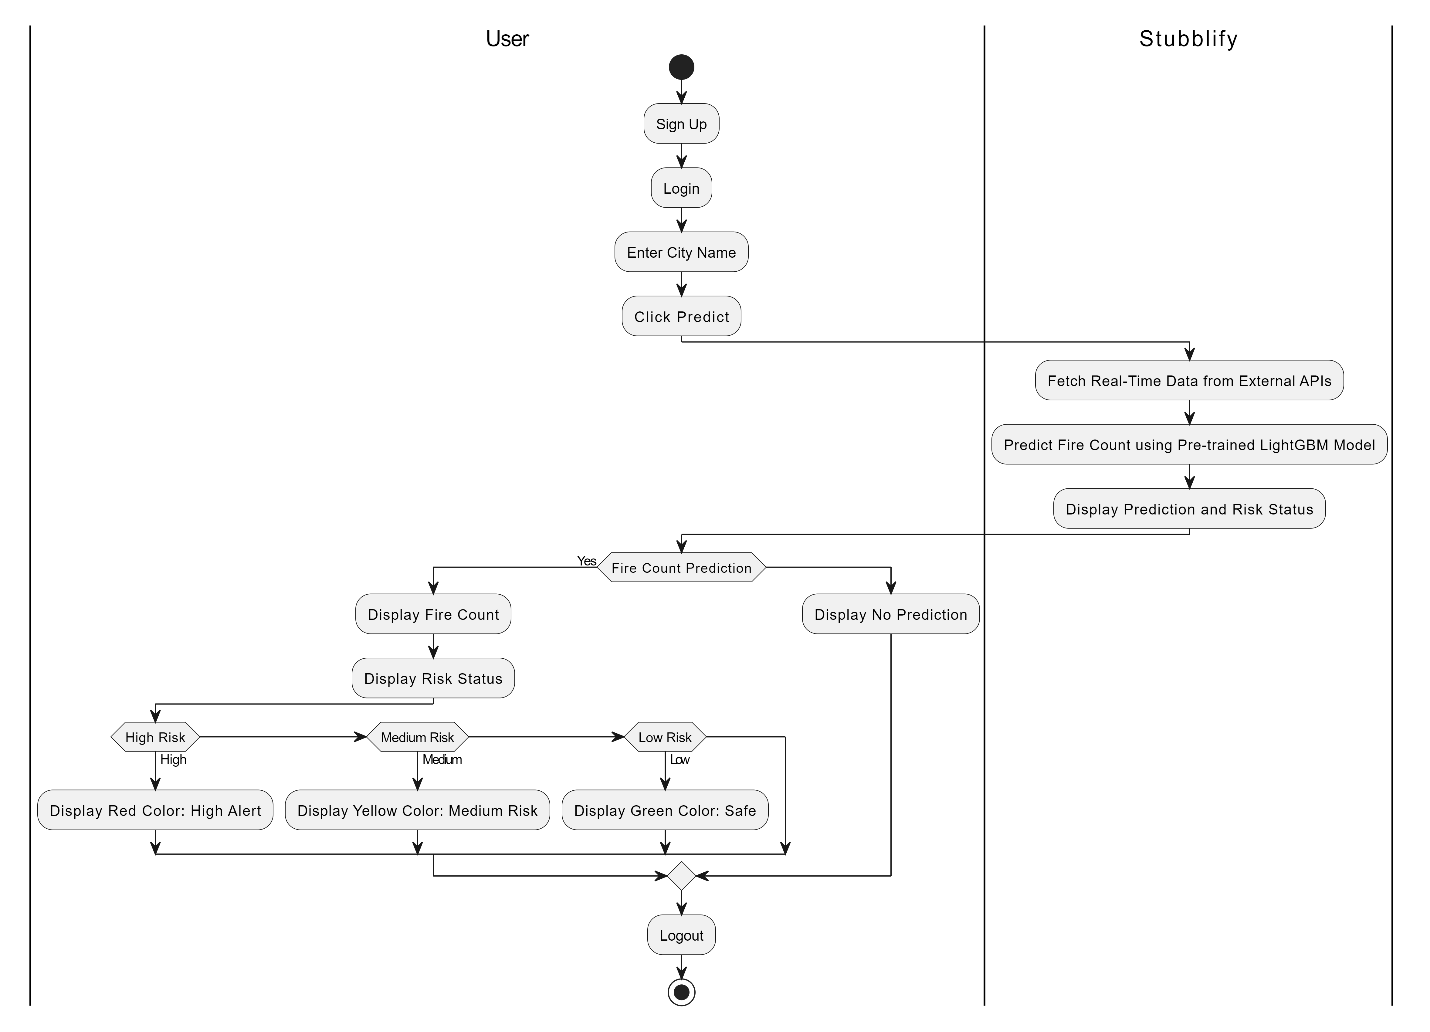 User
Stubblify
Sign Up
Login
Enter City Name
Click Predict
Fetch Real-Time Data from External APIs
Predict Fire Count using Pre-trained LightGBM Model
Display Prediction and Risk Status
Yes
Fire Count Prediction
Display Fire Count
Display No Prediction
Display Risk Status
High Risk
Medium Risk
Low Risk
High
Medium
Low
Display Red Color: High Alert
Display Yellow Color: Medium Risk
Display Green Color: Safe
Logout